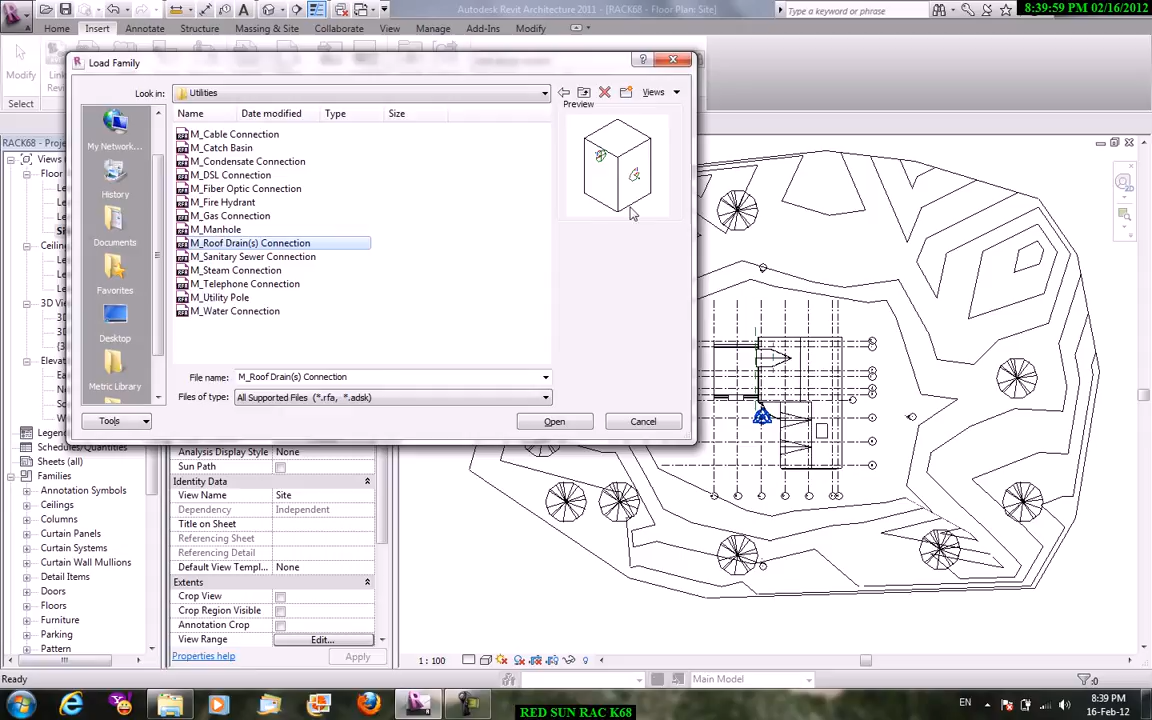 Autodesk Revit Architecture 2011 - RACK68 - Floor Plan: Site]
Type a keyword or phrase
8:39:59 PM 02/16/2012
Home Insert Annotate Structure Massing & Site Collaborate View Manage Add-Ins Modify
Modify
Select
Load Family
Look in: Utilities
Views
Name Date modified Type Size
Preview
M_Cable Connection
M_Catch Basin
M_Condensate Connection
M_DSL Connection
M_Fiber Optic Connection
M_Fire Hydrant
M_Gas Connection
M_Manhole
M_Roof Drain(s) Connection
M_Sanitary Sewer Connection
M_Steam Connection
M_Telephone Connection
M_Utility Pole
M_Water Connection
My Network...
History
Documents
Favorites
Desktop
Metric Library
File name: M_Roof Drain(s) Connection
Files of type: All Supported Files (*.rfa, *.adsk)
Tools
Open
Cancel
RACK68 - Proj
Views
Floor
Ceilin
3D Vi
Elevat
Legen
Schedules/Quantities
Sheets (all)
Families
Annotation Symbols
Ceilings
Columns
Curtain Panels
Curtain Systems
Curtain Wall Mullions
Detail Items
Doors
Floors
Furniture
Parking
Pattern
Analysis Display Style None
Sun Path
Identity Data
View Name Site
Dependency Independent
Title on Sheet
Referencing Sheet
Referencing Detail
Default View Templ... None
Extents
Crop View
Crop Region Visible
Annotation Crop
View Range Edit...
Properties help
Apply
1 : 100
Ready
Main Model
:0
EN
8:39 PM
16-Feb-12
RED SUN RAC K68